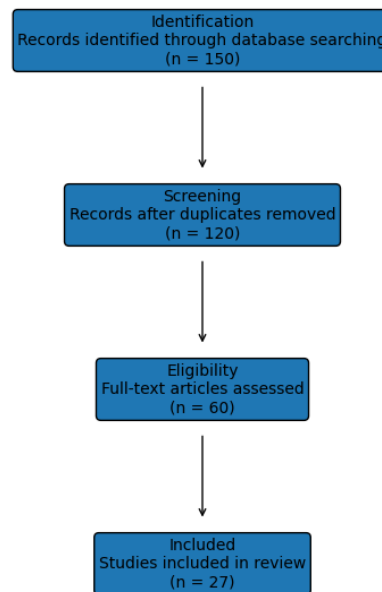 Identification
Records identified through database searching
(n = 150)
Screening
Records after duplicates removed
(n = 120)
Eligibility
Full-text articles assessed
(n = 60)
Included
Studies included in review
(n = 27)